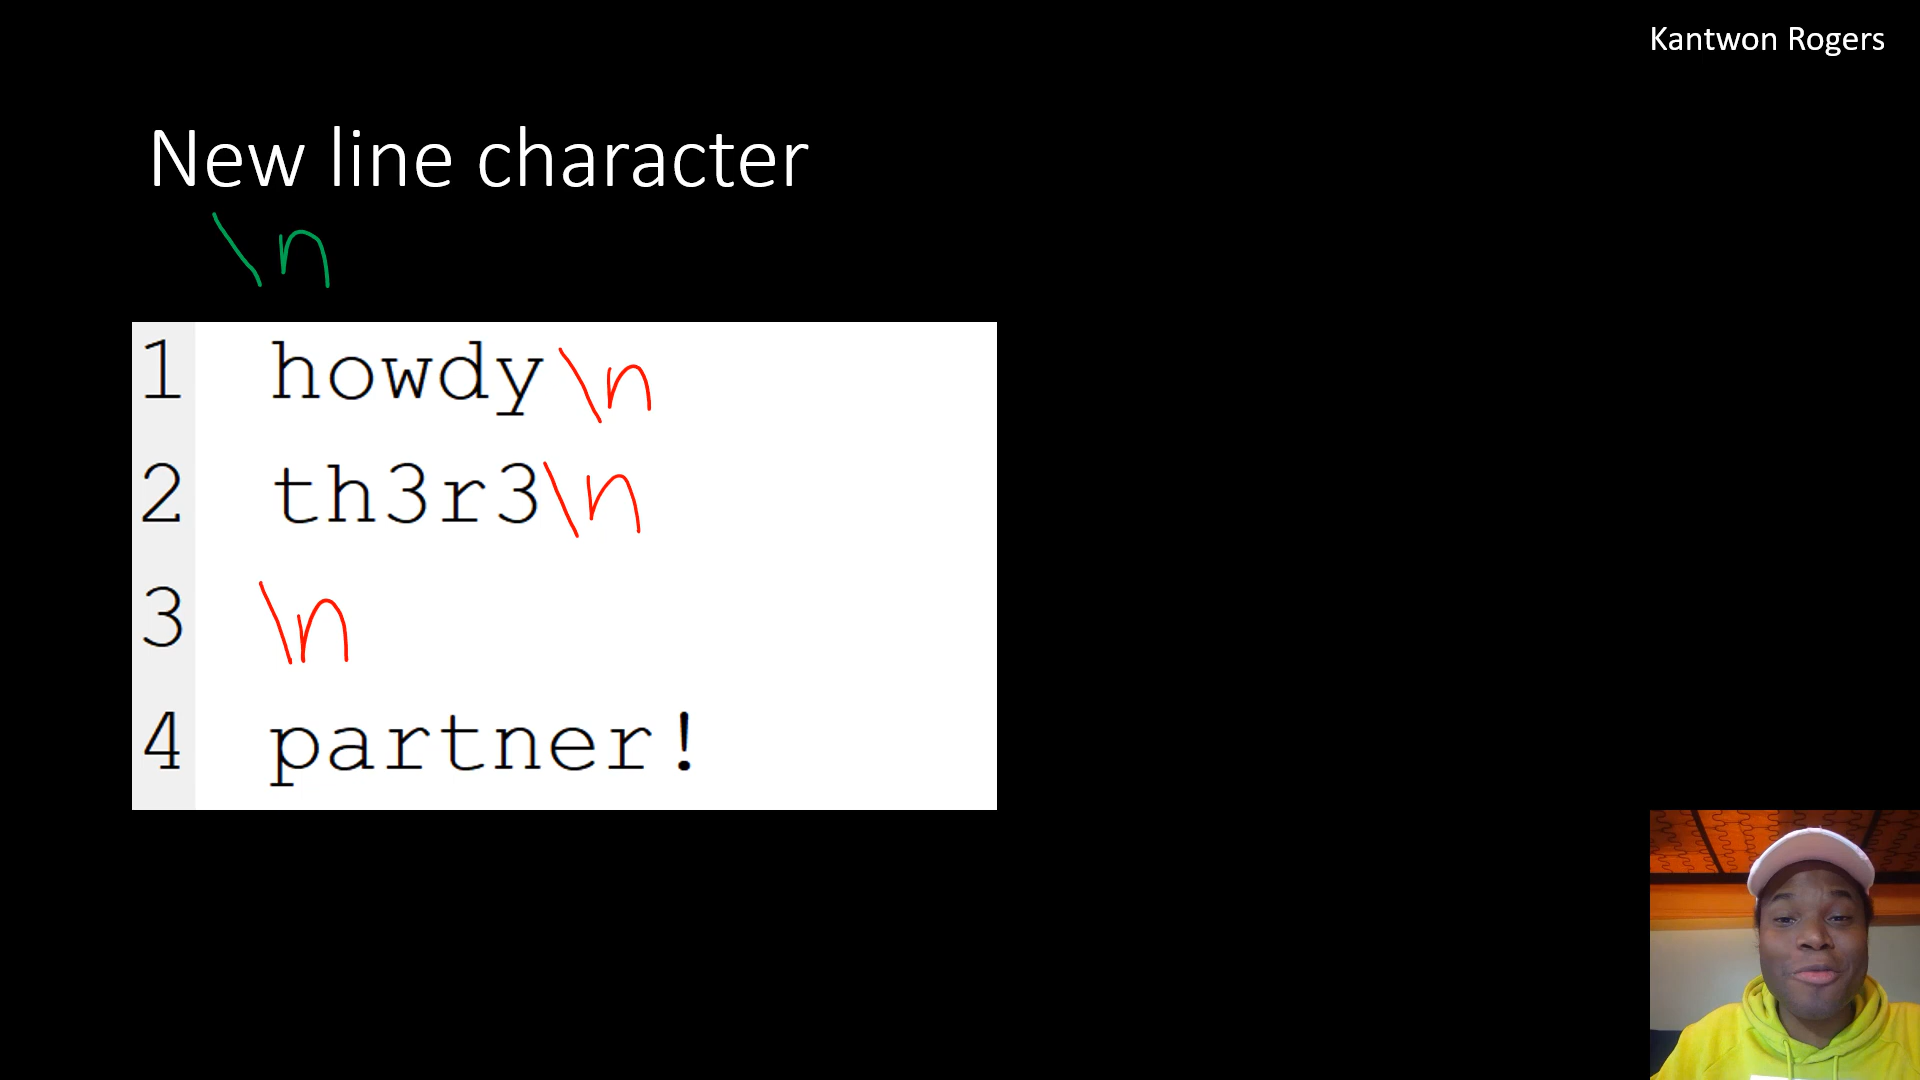 Kantwon Rogers
New line character
\n
1 howdy\n
2 th3r3\n
3 \n
4 partner!